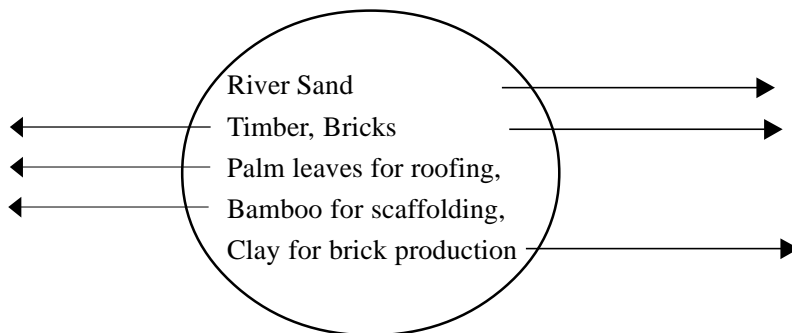 River Sand
Timber, Bricks
Palm leaves for roofing,
Bamboo for scaffolding,
Clay for brick production